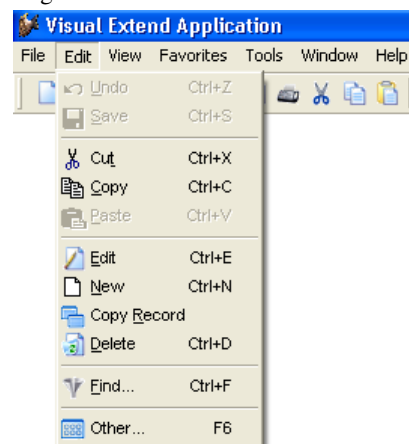 Visual Extend Application
File Edit View Favorites Tools Window Help
Undo Ctrl+Z
Save Ctrl+S
Cut Ctrl+X
Copy Ctrl+C
Paste Ctrl+V
Edit Ctrl+E
New Ctrl+N
Copy Record
Delete Ctrl+D
Find... Ctrl+F
Other... F6